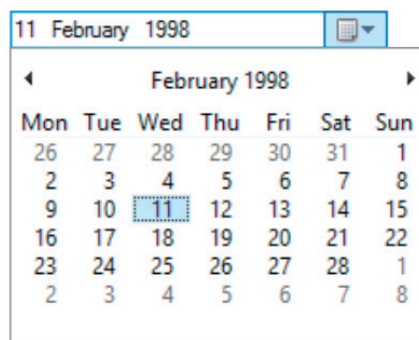 11 February 1998
February 1998
Mon Tue Wed Thu Fri Sat Sun
26 27 28 29 30 31 1
2 3 4 5 6 7 8
9 10 11 12 13 14 15
16 17 18 19 20 21 22
23 24 25 26 27 28 1
2 3 4 5 6 7 8